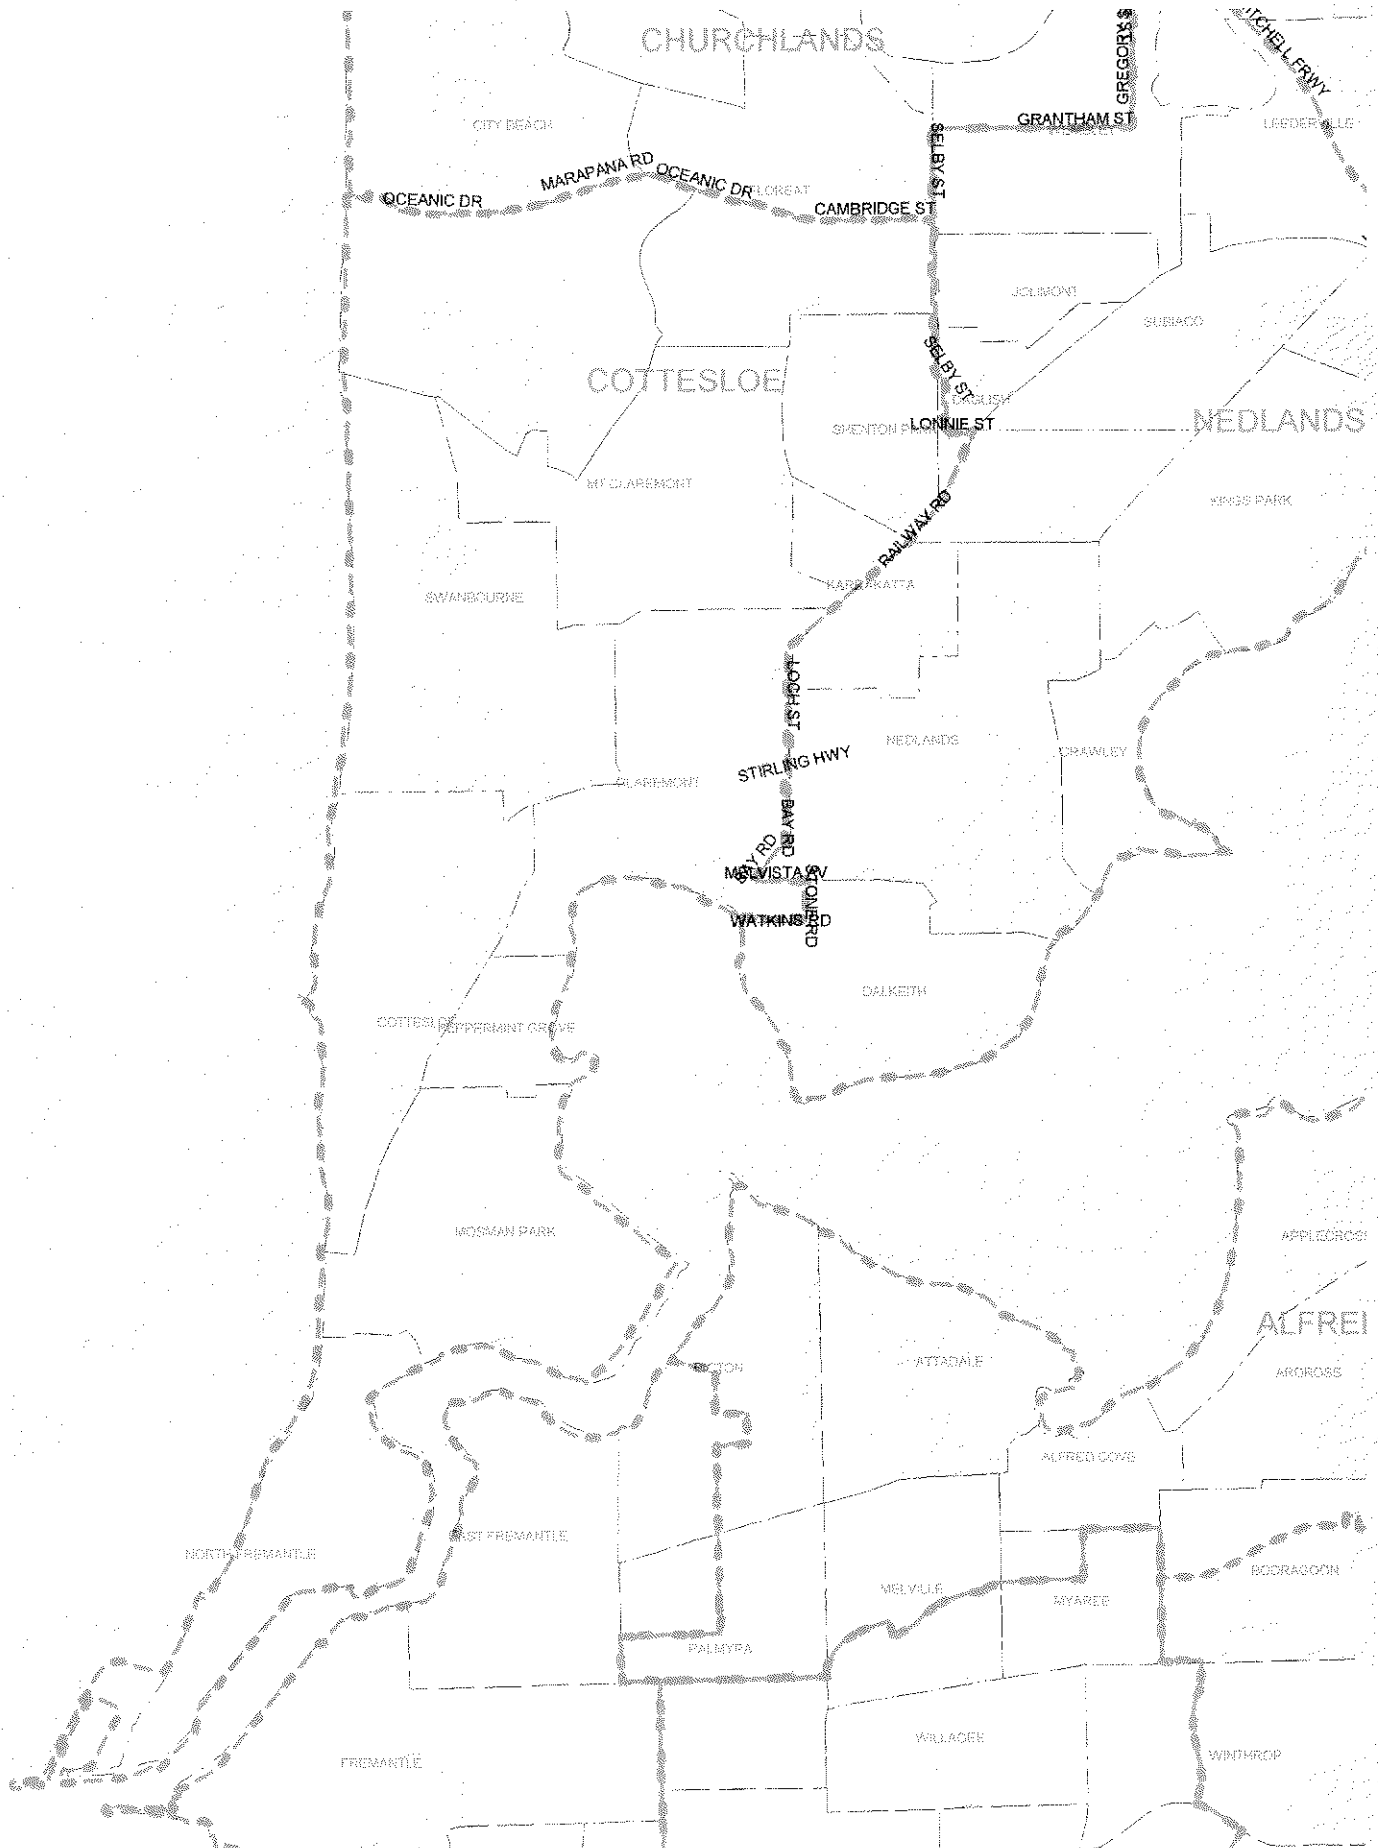 CHURCHLANDS
GREGORY S
ITCHELL FRWY
CITY BEACH
GRANTHAM ST
LEEDERVILLE
SELBY ST
MARAPANA RD
OCEANIC DR
OCEANIC DR
FLOREAT
CAMBRIDGE ST
JOLIMONT
SUBIACO
SELBY ST
COTTESLOE
DAGLISH
NEDLANDS
SHENTON PARK
LONNIE ST
MT CLAREMONT
KINGS PARK
RAILWAY RD
KARRAKATTA
SWANBOURNE
LOCH ST
NEDLANDS
CRAWLEY
STIRLING HWY
CLAREMONT
BAY RD
BAY RD
MELVISTA AV
STONE RD
WATKINS RD
DALKEITH
COTTESLOE
PEPPERMINT GROVE
MOSMAN PARK
APPLECROS
ALFRE
BICTON
ATTADALE
ARDROSS
ALFRED COVE
EAST FREMANTLE
NORTH FREMANTLE
BOORAGOON
MELVILLE
MYAREE
PALMYRA
WILLAGEE
WINTHROP
FREMANTLE